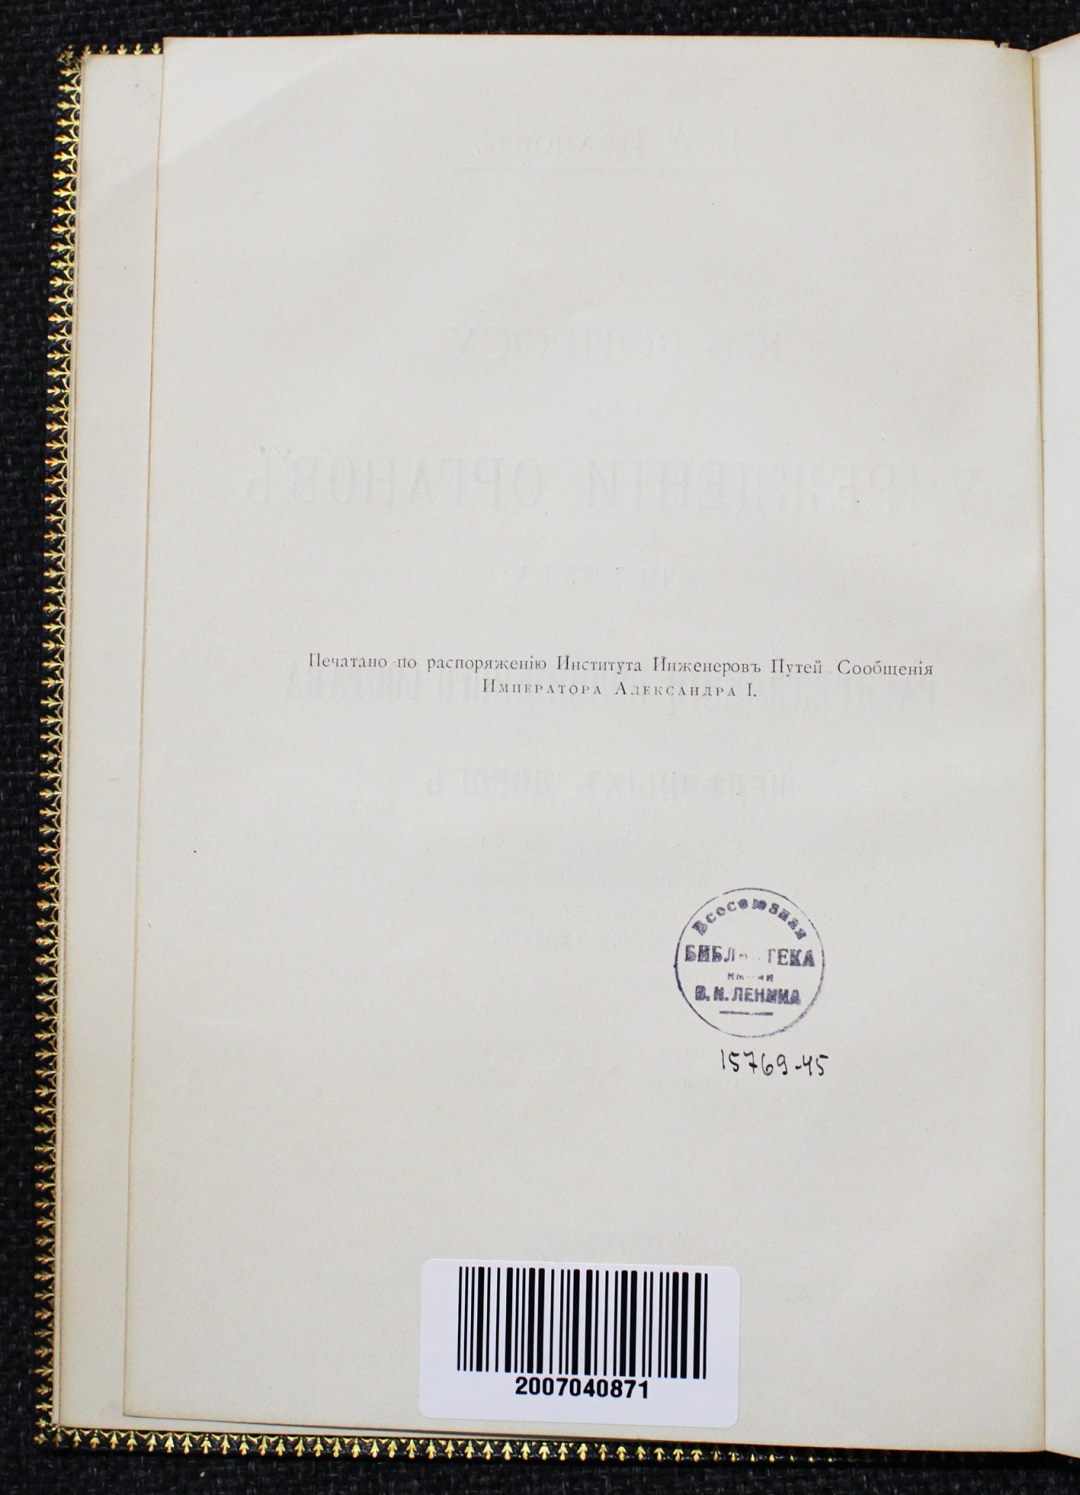 Печатано по распоряженію Института Инженеровъ Путей Сообщенія
Императора Александра I.
Всесоюзная
БИБЛИОТЕКА
имени
В. И. ЛЕНИНА
15769-45
2007040871